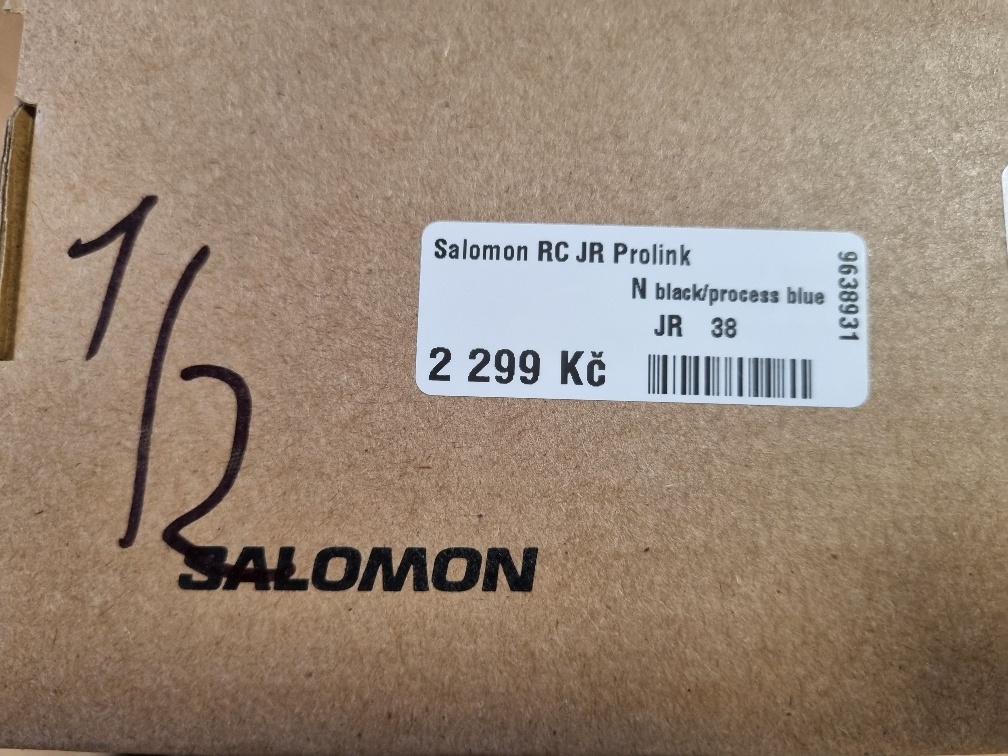 1/2
Salomon RC JR Prolink
N black/process blue
JR 38
2 299 Kč
9638931
SALOMON